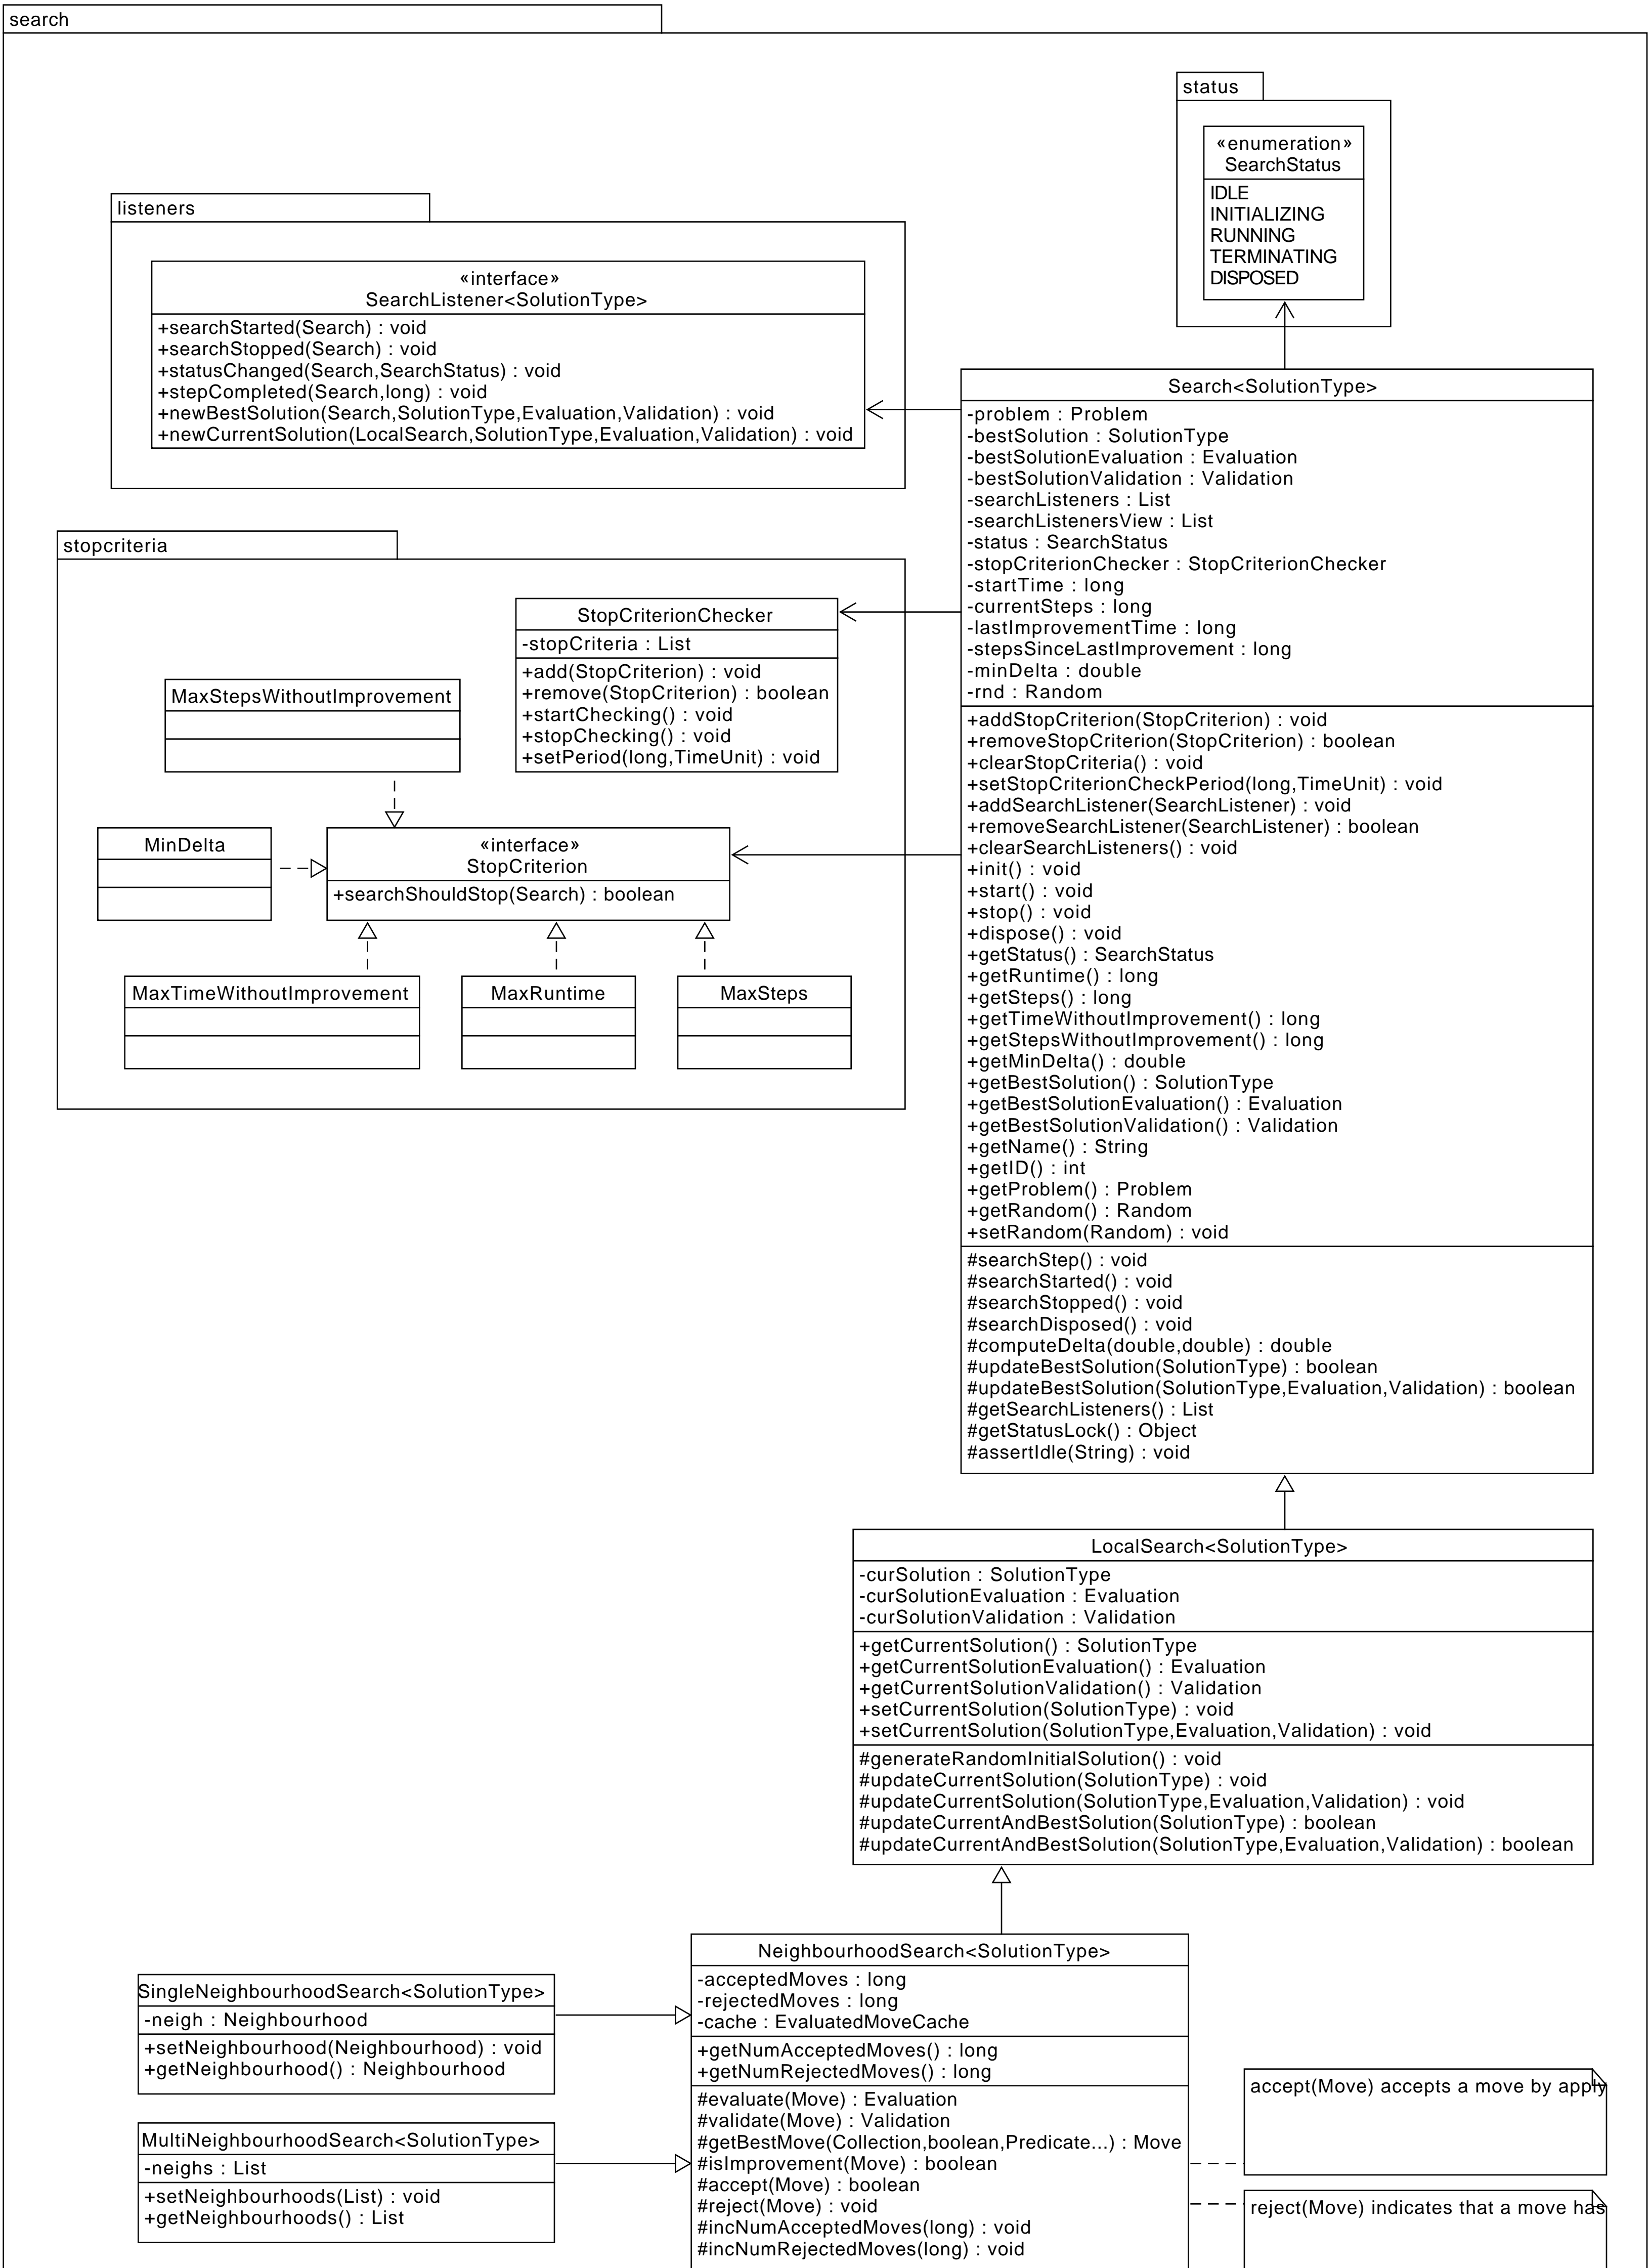 search
status
«enumeration»
SearchStatus
IDLE
INITIALIZING
RUNNING
TERMINATING
DISPOSED
listeners
«interface»
SearchListener<SolutionType>
+searchStarted(Search) : void
+searchStopped(Search) : void
+statusChanged(Search,SearchStatus) : void
+stepCompleted(Search,long) : void
+newBestSolution(Search,SolutionType,Evaluation,Validation) : void
+newCurrentSolution(LocalSearch,SolutionType,Evaluation,Validation) : void
Search<SolutionType>
-problem : Problem
-bestSolution : SolutionType
-bestSolutionEvaluation : Evaluation
-bestSolutionValidation : Validation
-searchListeners : List
-searchListenersView : List
-status : SearchStatus
-stopCriterionChecker : StopCriterionChecker
-startTime : long
-currentSteps : long
-lastImprovementTime : long
-stepsSinceLastImprovement : long
-minDelta : double
-rnd : Random
+addStopCriterion(StopCriterion) : void
+removeStopCriterion(StopCriterion) : boolean
+clearStopCriteria() : void
+setStopCriterionCheckPeriod(long,TimeUnit) : void
+addSearchListener(SearchListener) : void
+removeSearchListener(SearchListener) : boolean
+clearSearchListeners() : void
+init() : void
+start() : void
+stop() : void
+dispose() : void
+getStatus() : SearchStatus
+getRuntime() : long
+getSteps() : long
+getTimeWithoutImprovement() : long
+getStepsWithoutImprovement() : long
+getMinDelta() : double
+getBestSolution() : SolutionType
+getBestSolutionEvaluation() : Evaluation
+getBestSolutionValidation() : Validation
+getName() : String
+getID() : int
+getProblem() : Problem
+getRandom() : Random
+setRandom(Random) : void
#searchStep() : void
#searchStarted() : void
#searchStopped() : void
#searchDisposed() : void
#computeDelta(double,double) : double
#updateBestSolution(SolutionType) : boolean
#updateBestSolution(SolutionType,Evaluation,Validation) : boolean
#getSearchListeners() : List
#getStatusLock() : Object
#assertIdle(String) : void
stopcriteria
StopCriterionChecker
-stopCriteria : List
+add(StopCriterion) : void
+remove(StopCriterion) : boolean
+startChecking() : void
+stopChecking() : void
+setPeriod(long,TimeUnit) : void
MaxStepsWithoutImprovement
MinDelta
«interface»
StopCriterion
+searchShouldStop(Search) : boolean
MaxTimeWithoutImprovement
MaxRuntime
MaxSteps
LocalSearch<SolutionType>
-curSolution : SolutionType
-curSolutionEvaluation : Evaluation
-curSolutionValidation : Validation
+getCurrentSolution() : SolutionType
+getCurrentSolutionEvaluation() : Evaluation
+getCurrentSolutionValidation() : Validation
+setCurrentSolution(SolutionType) : void
+setCurrentSolution(SolutionType,Evaluation,Validation) : void
#generateRandomInitialSolution() : void
#updateCurrentSolution(SolutionType) : void
#updateCurrentSolution(SolutionType,Evaluation,Validation) : void
#updateCurrentAndBestSolution(SolutionType) : boolean
#updateCurrentAndBestSolution(SolutionType,Evaluation,Validation) : boolean
NeighbourhoodSearch<SolutionType>
-acceptedMoves : long
-rejectedMoves : long
-cache : EvaluatedMoveCache
+getNumAcceptedMoves() : long
+getNumRejectedMoves() : long
#evaluate(Move) : Evaluation
#validate(Move) : Validation
#getBestMove(Collection,boolean,Predicate...) : Move
#isImprovement(Move) : boolean
#accept(Move) : boolean
#reject(Move) : void
#incNumAcceptedMoves(long) : void
#incNumRejectedMoves(long) : void
SingleNeighbourhoodSearch<SolutionType>
-neigh : Neighbourhood
+setNeighbourhood(Neighbourhood) : void
+getNeighbourhood() : Neighbourhood
MultiNeighbourhoodSearch<SolutionType>
-neighs : List
+setNeighbourhoods(List) : void
+getNeighbourhoods() : List
accept(Move) accepts a move by apply
reject(Move) indicates that a move has